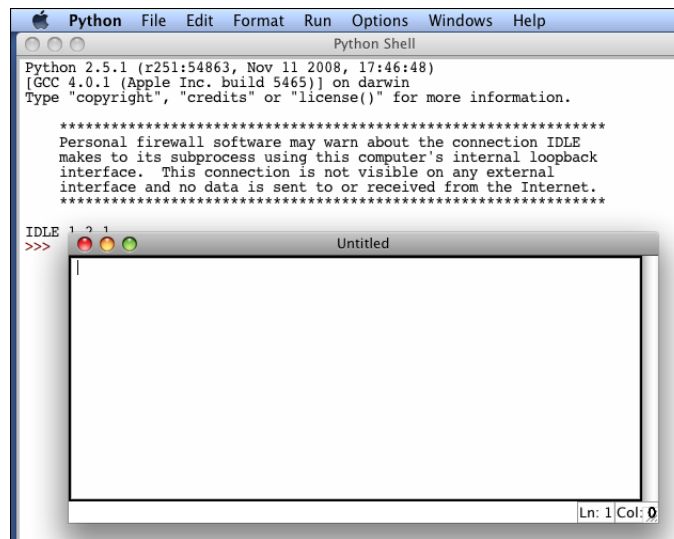 Python File Edit Format Run Options Windows Help
Python Shell
Python 2.5.1 (r251:54863, Nov 11 2008, 17:46:48)
[GCC 4.0.1 (Apple Inc. build 5465)] on darwin
Type "copyright", "credits" or "license()" for more information.
****************************************************************
Personal firewall software may warn about the connection IDLE
makes to its subprocess using this computer's internal loopback
interface.  This connection is not visible on any external
interface and no data is sent to or received from the Internet.
****************************************************************
IDLE 1.2.1
>>>
Untitled
Ln: 1 Col: 0